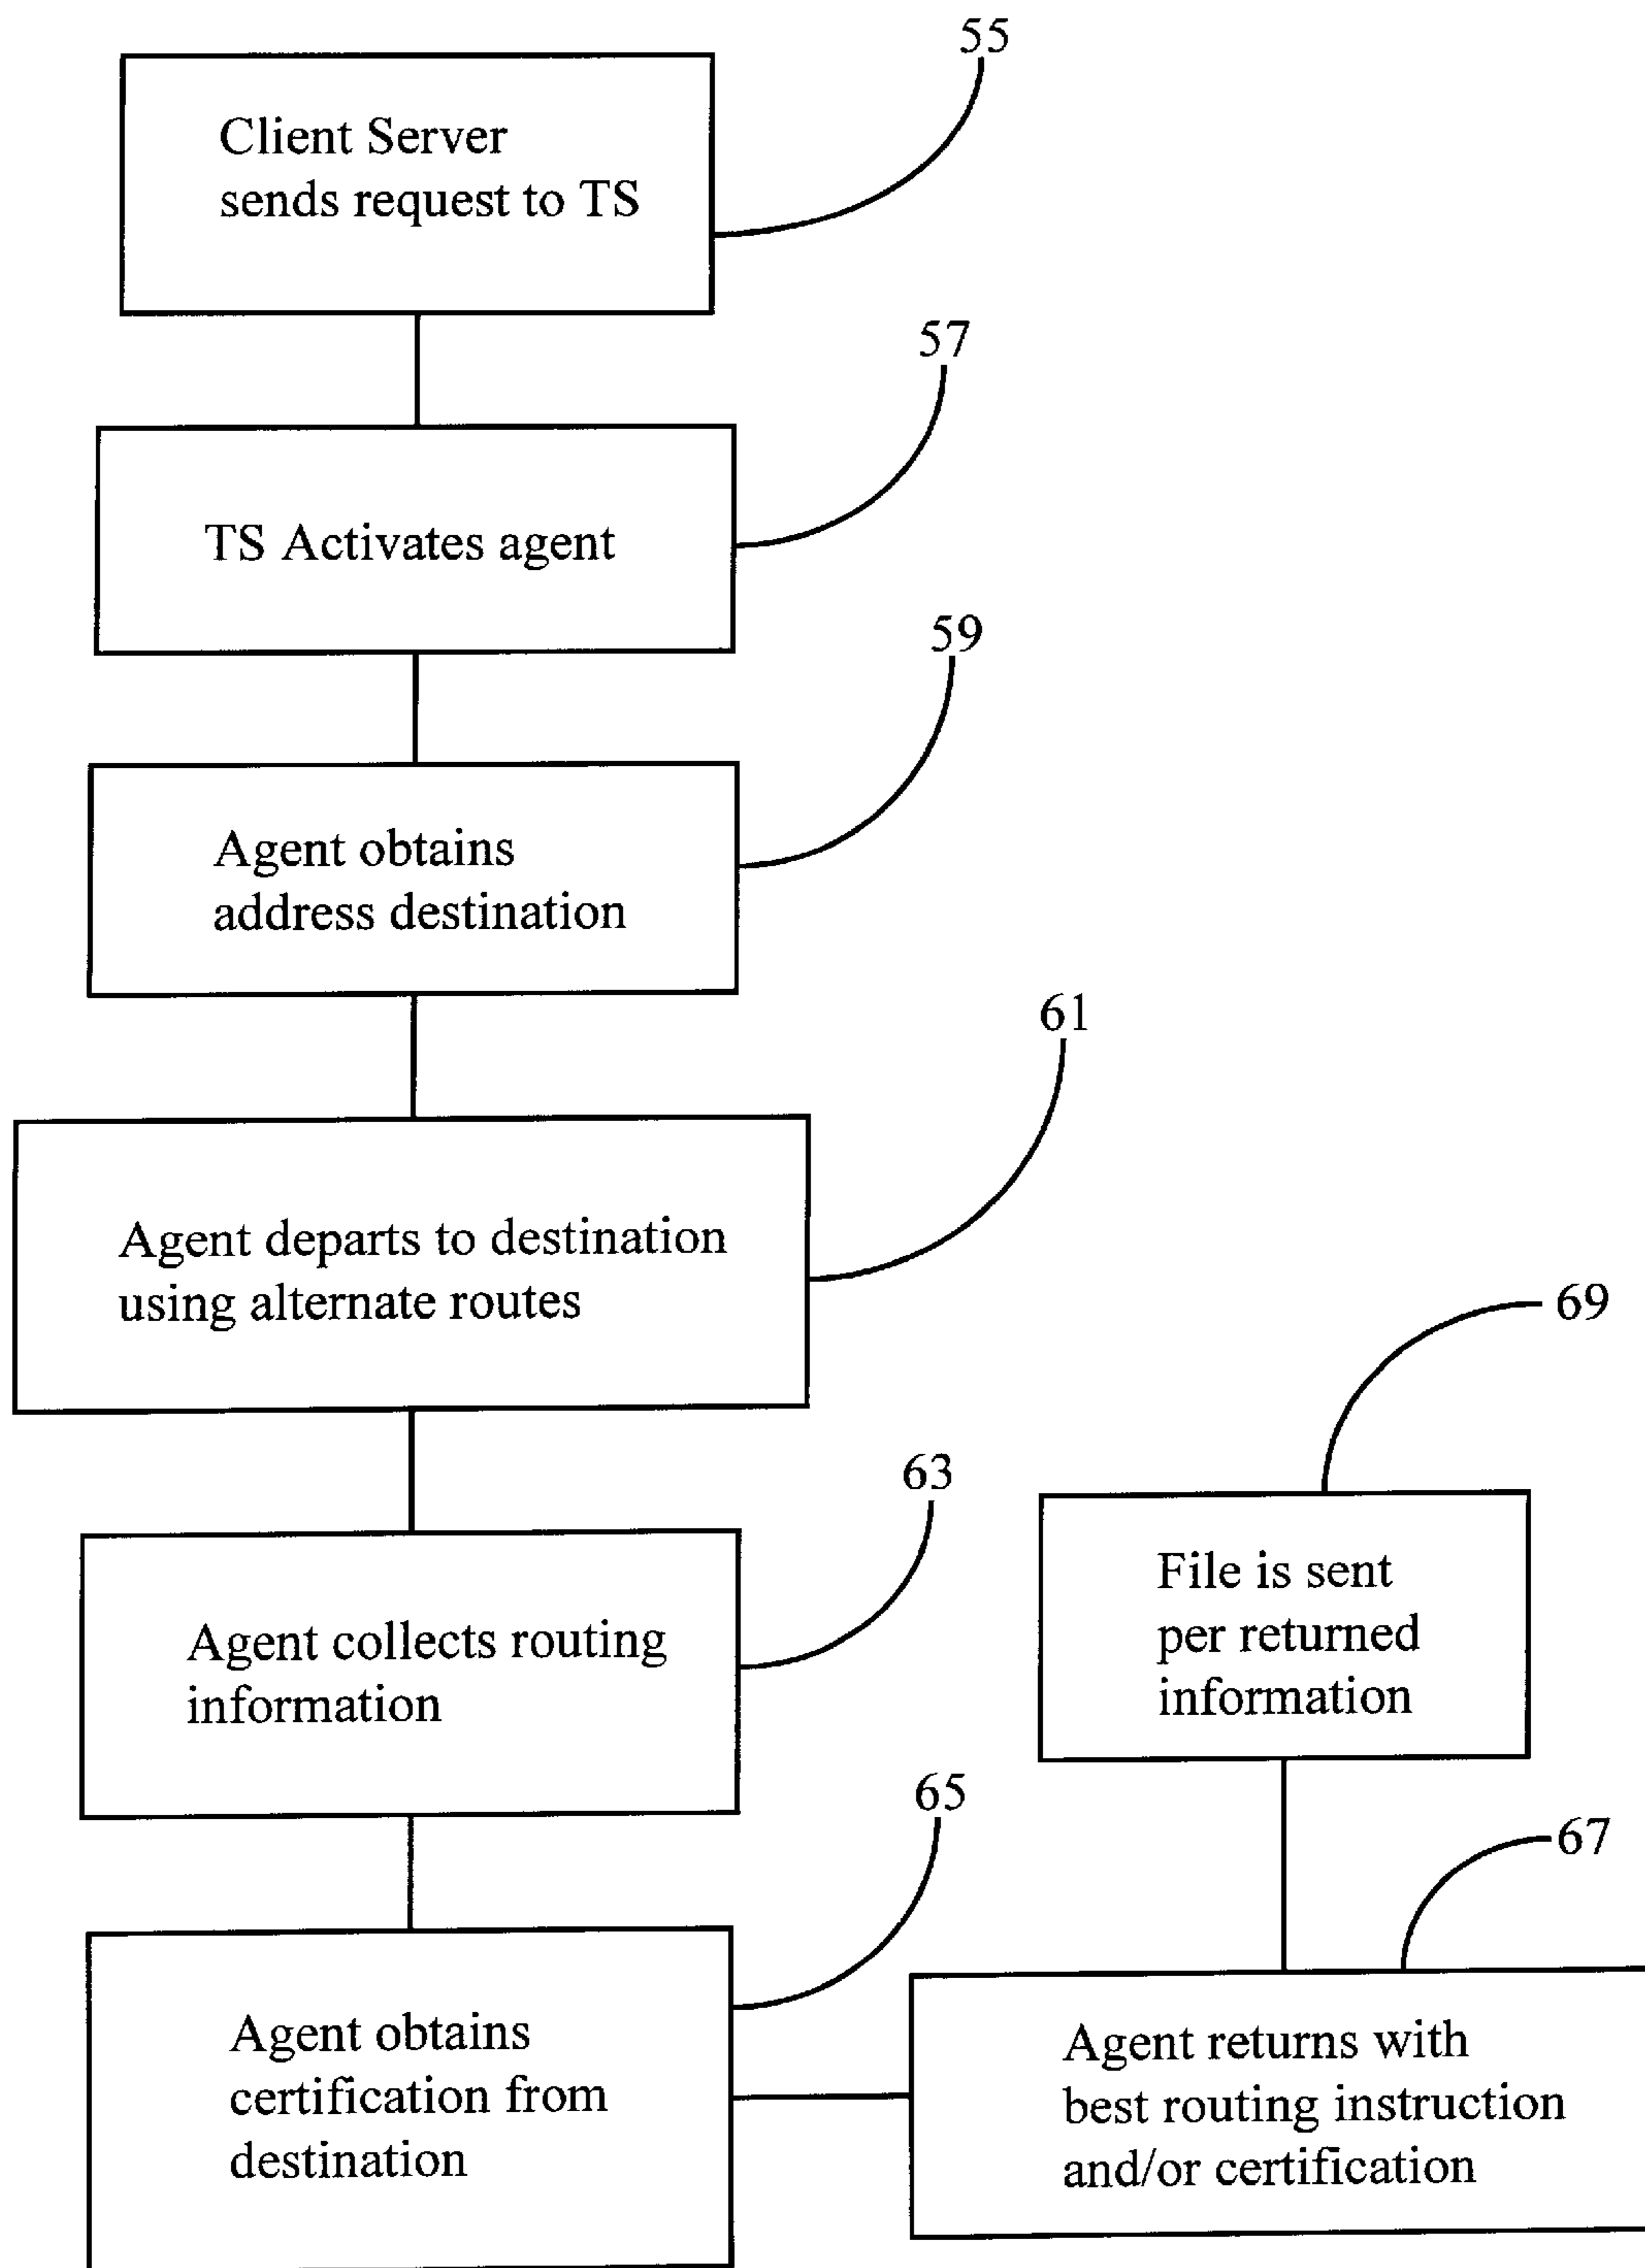 55
Client Server
sends request to TS
57
TS Activates agent
59
Agent obtains
address destination
61
Agent departs to destination
using alternate routes
63
Agent collects routing
information
65
Agent obtains
certification from
destination
67
Agent returns with
best routing instruction
and/or certification
69
File is sent
per returned
information